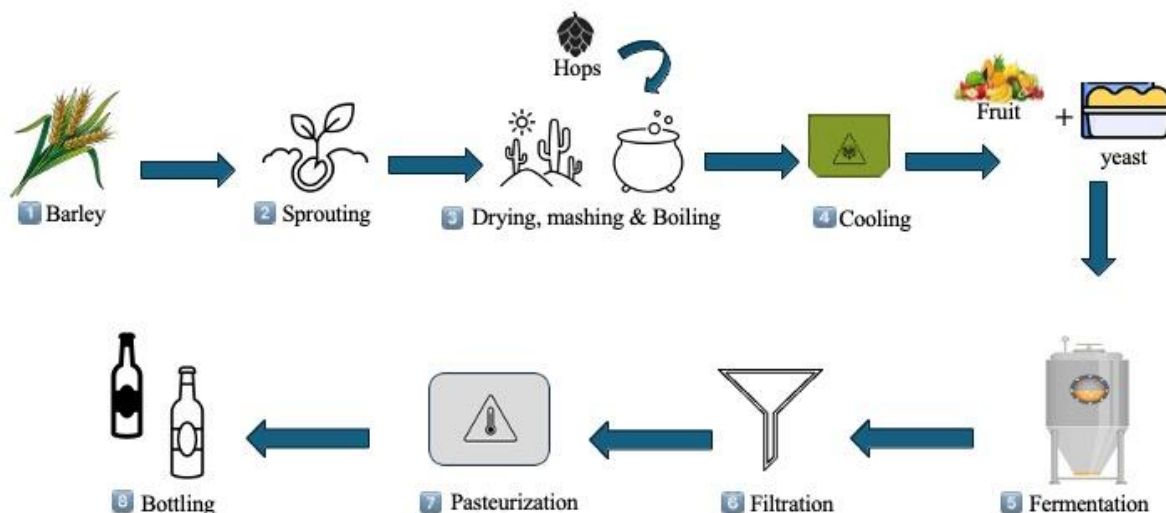 Hops
Fruit
+
yeast
1 Barley
2 Sprouting
3 Drying, mashing & Boiling
4 Cooling
8 Bottling
7 Pasteurization
6 Filtration
5 Fermentation